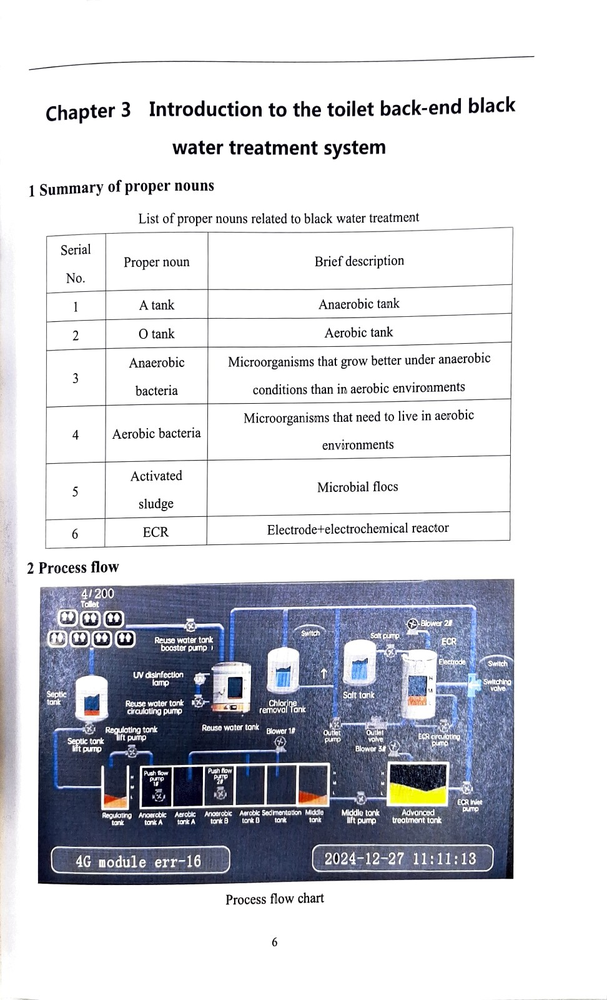 Chapter 3 Introduction to the toilet back-end black
water treatment system
1 Summary of proper nouns
List of proper nouns related to black water treatment
Serial
No.
Proper noun
Brief description
1
A tank
Anaerobic tank
2
O tank
Aerobic tank
3
Anaerobic
bacteria
Microorganisms that grow better under anaerobic
conditions than in aerobic environments
4
Aerobic bacteria
Microorganisms that need to live in aerobic
environments
5
Activated
sludge
Microbial flocs
6
ECR
Electrode+electrochemical reactor
2 Process flow
4/200
Toilet
Reuse water tank
booster pump
Switch
Salt pump
Blower 2#
ECR
Electrode
Switch
UV disinfection
lamp
UV
Switching
valve
Septic
tank
Reuse water tank
circulating pump
Chlorine
removal Tank
Salt tank
H
M
L
Septic tank
lift pump
Regulating tank
lift pump
Reuse water tank
Blower 1#
Outlet
pump
Outlet
valve
Blower 3#
ECR circulating
pump
Push flow
pump
1#
Push flow
pump
2#
H
M
L
H
M
L
H
M
L
ECR inlet
pump
Regulating
tank
Anaerobic
tank A
Aerobic
tank A
Anaerobic
tank B
Aerobic
tank B
Sedimentation
tank
Middle
tank
Middle tank
lift pump
Advanced
treatment tank
4G module err-16
2024-12-27 11:11:13
Process flow chart
6